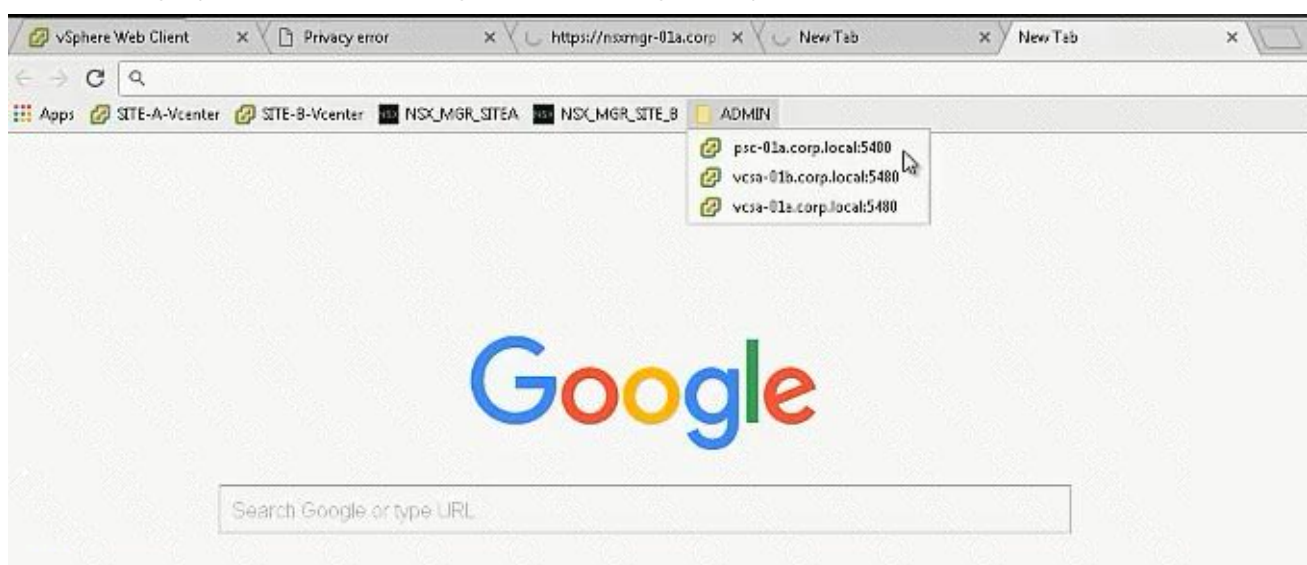 vSphere Web Client Privacy error https://nsxmgr-01a.corp New Tab New Tab
Apps SITE-A-Vcenter SITE-B-Vcenter NSX_MGR_SITEA NSX_MGR_SITE_B ADMIN
psc-01a.corp.local:5480
vcsa-01b.corp.local:5480
vcsa-01a.corp.local:5480
Google
Search Google or type URL